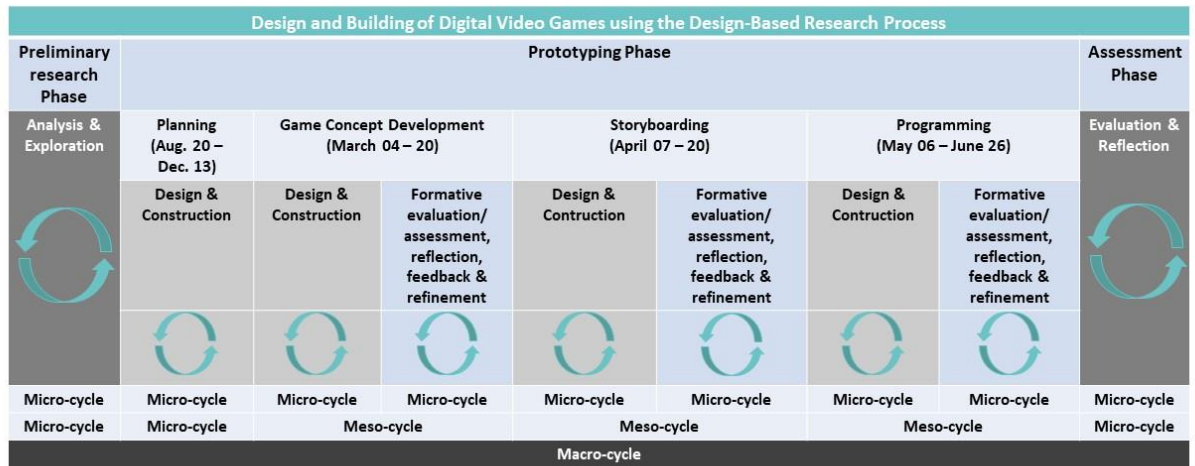 Design and Building of Digital Video Games using the Design-Based Research Process
Preliminary
research
Phase
Prototyping Phase
Assessment
Phase
Analysis &
Exploration
Planning
(Aug. 20 –
Dec. 13)
Game Concept Development
(March 04 – 20)
Storyboarding
(April 07 – 20)
Programming
(May 06 – June 26)
Evaluation &
Reflection
Design &
Construction
Design &
Construction
Formative
evaluation/
assessment,
reflection,
feedback &
refinement
Design &
Contruction
Formative
evaluation/
assessment,
reflection,
feedback &
refinement
Design &
Contruction
Formative
evaluation/
assessment,
reflection,
feedback &
refinement
Micro-cycle Micro-cycle Micro-cycle Micro-cycle Micro-cycle Micro-cycle Micro-cycle Micro-cycle Micro-cycle
Micro-cycle Micro-cycle Meso-cycle Meso-cycle Meso-cycle Micro-cycle
Macro-cycle